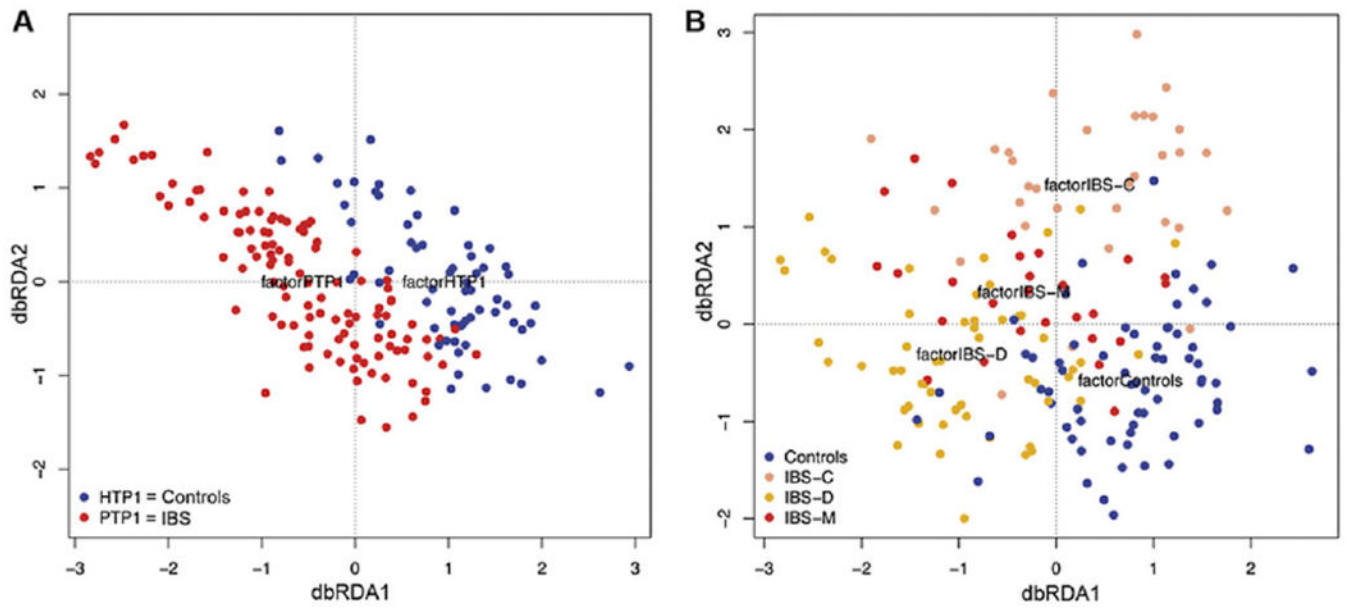 A
dbRDA2
2
1
0
−1
−2
factorPTP1
factorHTP1
HTP1 = Controls
PTP1 = IBS
−3 −2 −1 0 1 2 3
dbRDA1
B
dbRDA2
3
2
1
0
−1
−2
factorIBS−C
factorIBS−M
factorIBS−D
factorControls
Controls
IBS−C
IBS−D
IBS−M
−3 −2 −1 0 1 2
dbRDA1